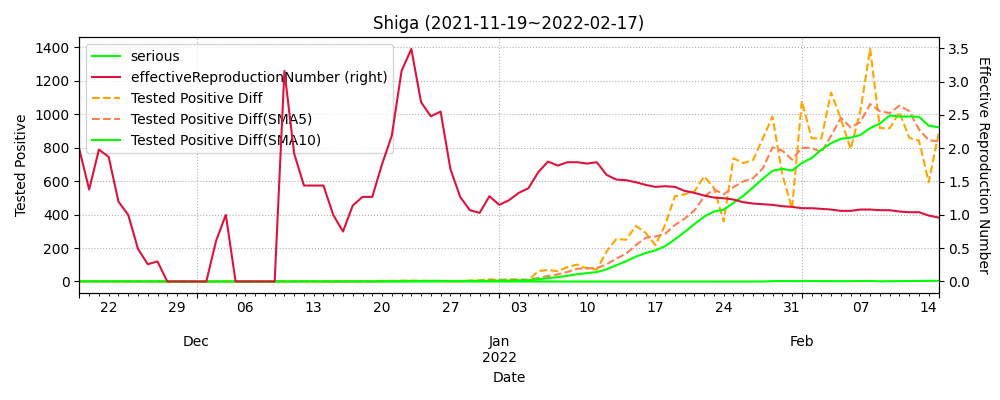 Shiga (2021-11-19~2022-02-17)
1400
1200
1000
800
600
400
200
0
Tested Positive
serious
effectiveReproductionNumber (right)
Tested Positive Diff
Tested Positive Diff(SMA5)
Tested Positive Diff(SMA10)
3.5
3.0
2.5
2.0
1.5
1.0
0.5
0.0
Effective Reproduction Number
22 29 06 13 20 27 03 10 17 24 31 07 14
Dec Jan Feb
2022
Date